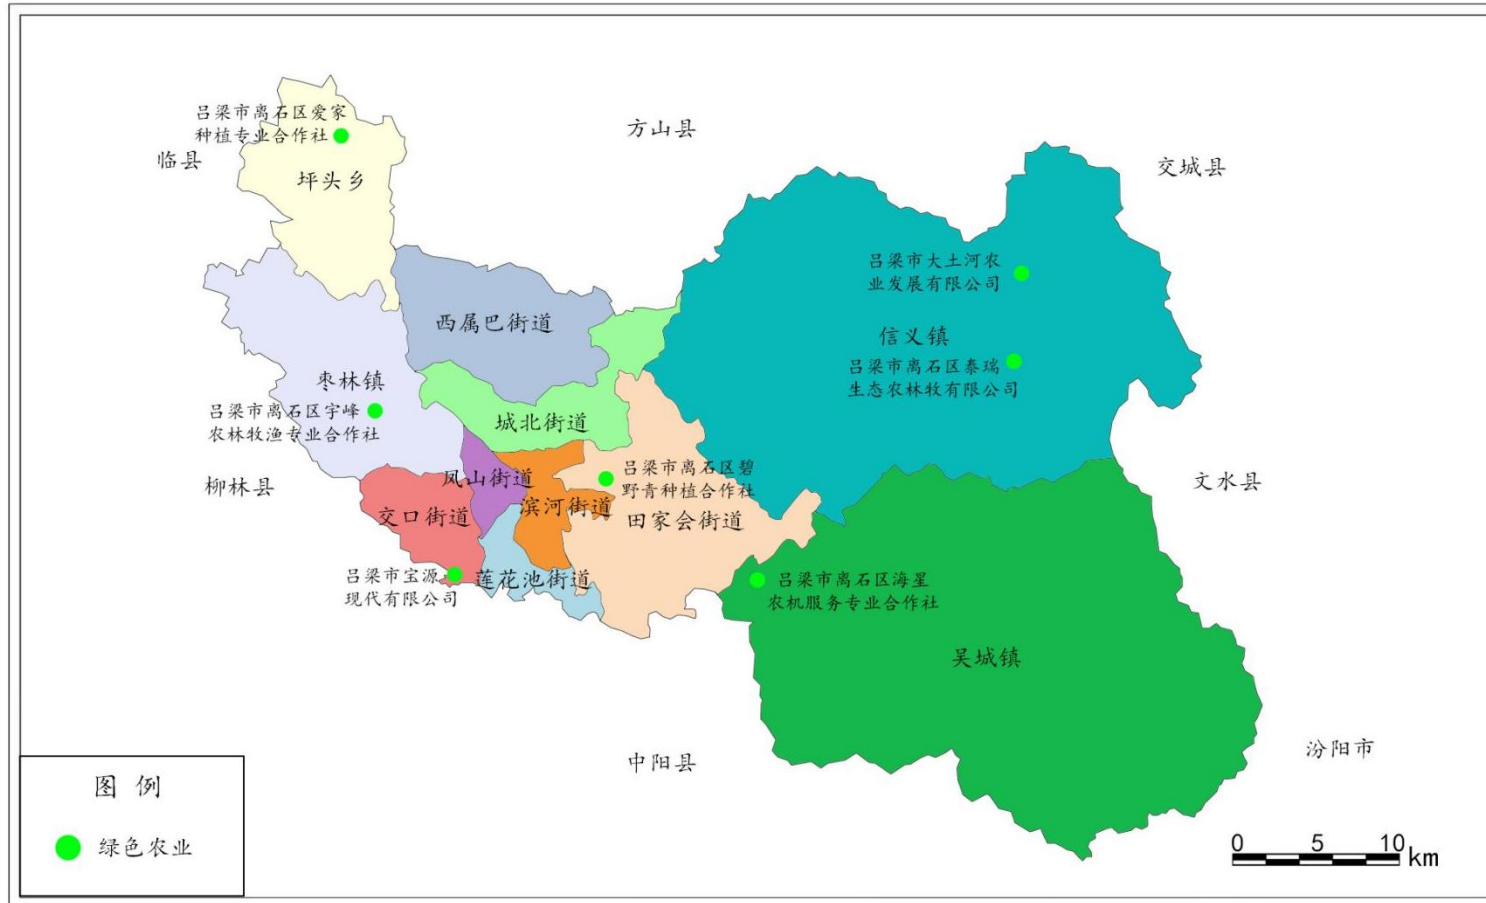 吕梁市离石区爱家
种植专业合作社
临县
坪头乡
方山县
交城县
吕梁市大土河农
业发展有限公司
西属巴街道
信义镇
吕梁市离石区泰瑞
生态农林牧有限公司
枣林镇
吕梁市离石区宇峰
农林牧渔专业合作社
城北街道
柳林县
凤山街道
吕梁市离石区碧
野青种植合作社
文水县
交口街道
滨河街道
田家会街道
吕梁市宝源
现代有限公司
莲花池街道
吕梁市离石区海星
农机服务专业合作社
吴城镇
中阳县
汾阳市
图 例
绿色农业
0 5 10 km